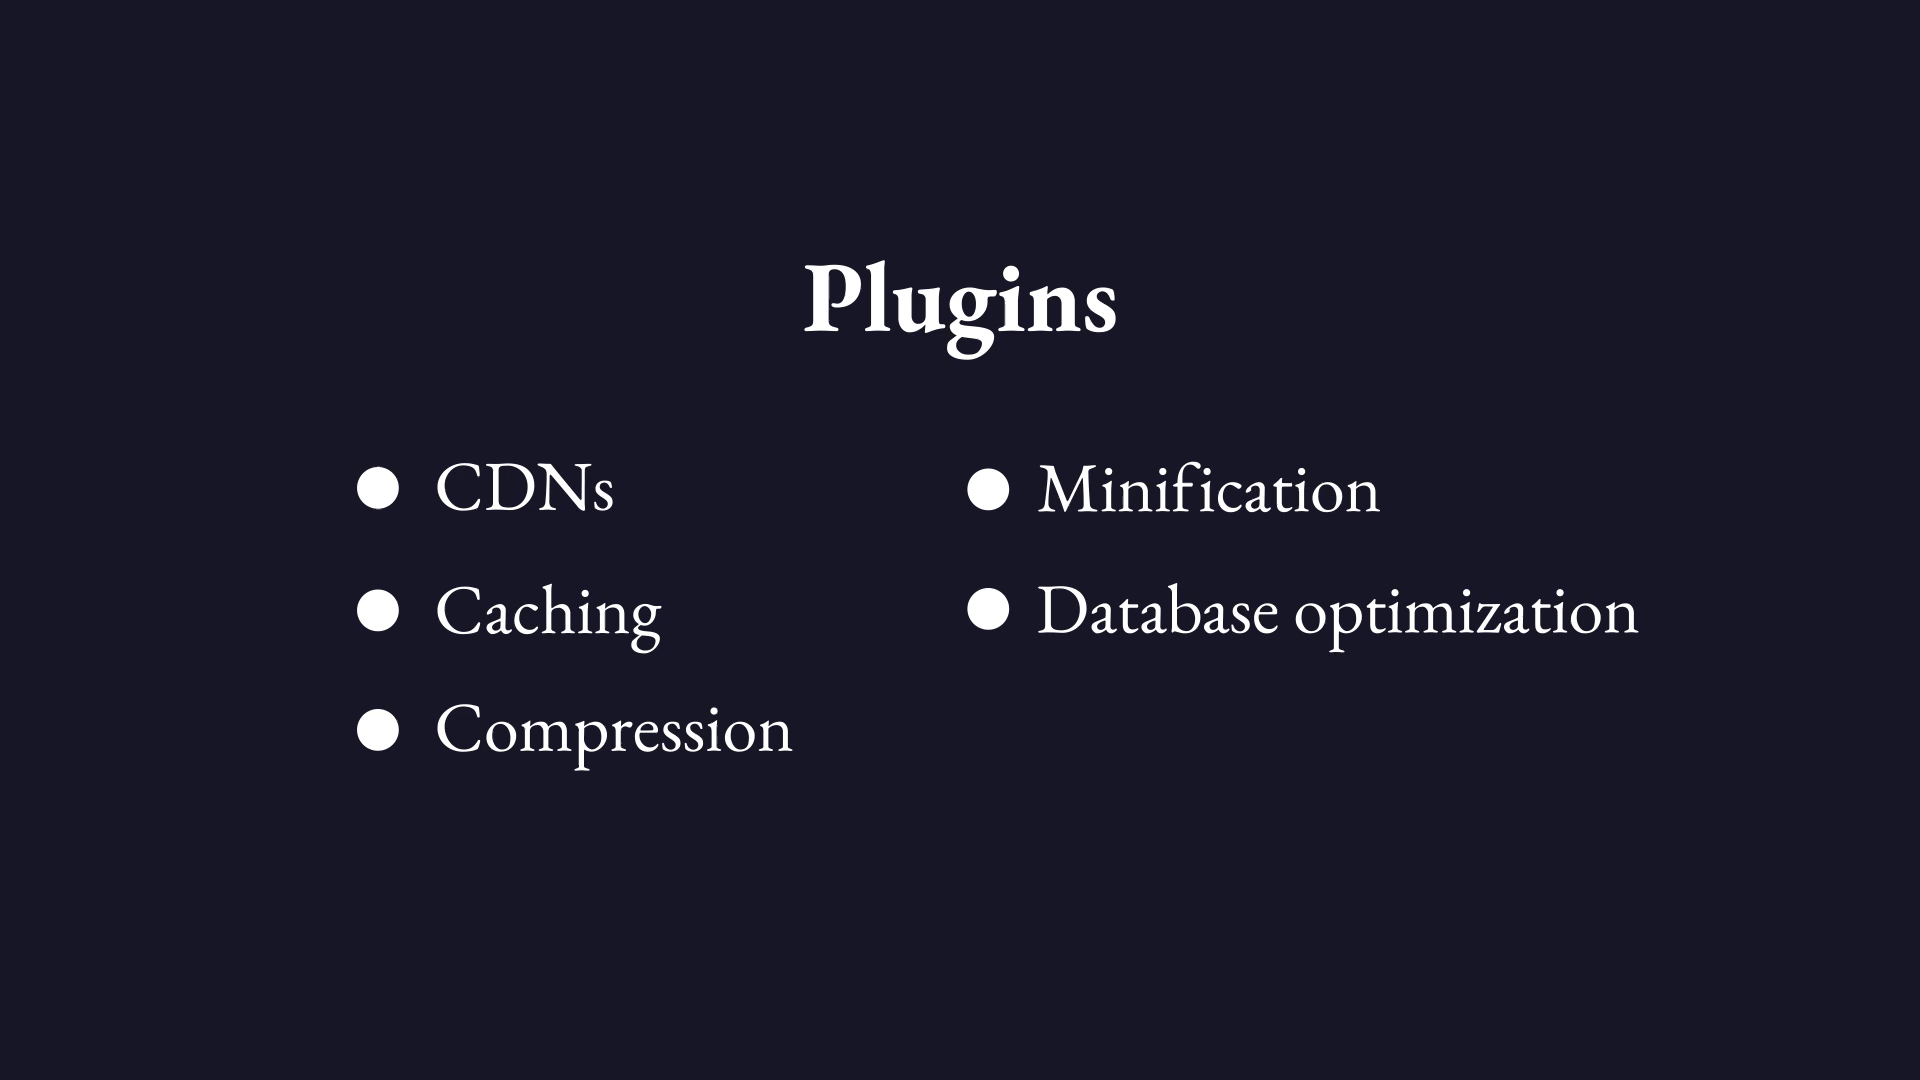 Plugins
● CDNs
● Caching
● Compression
● Minification
● Database optimization